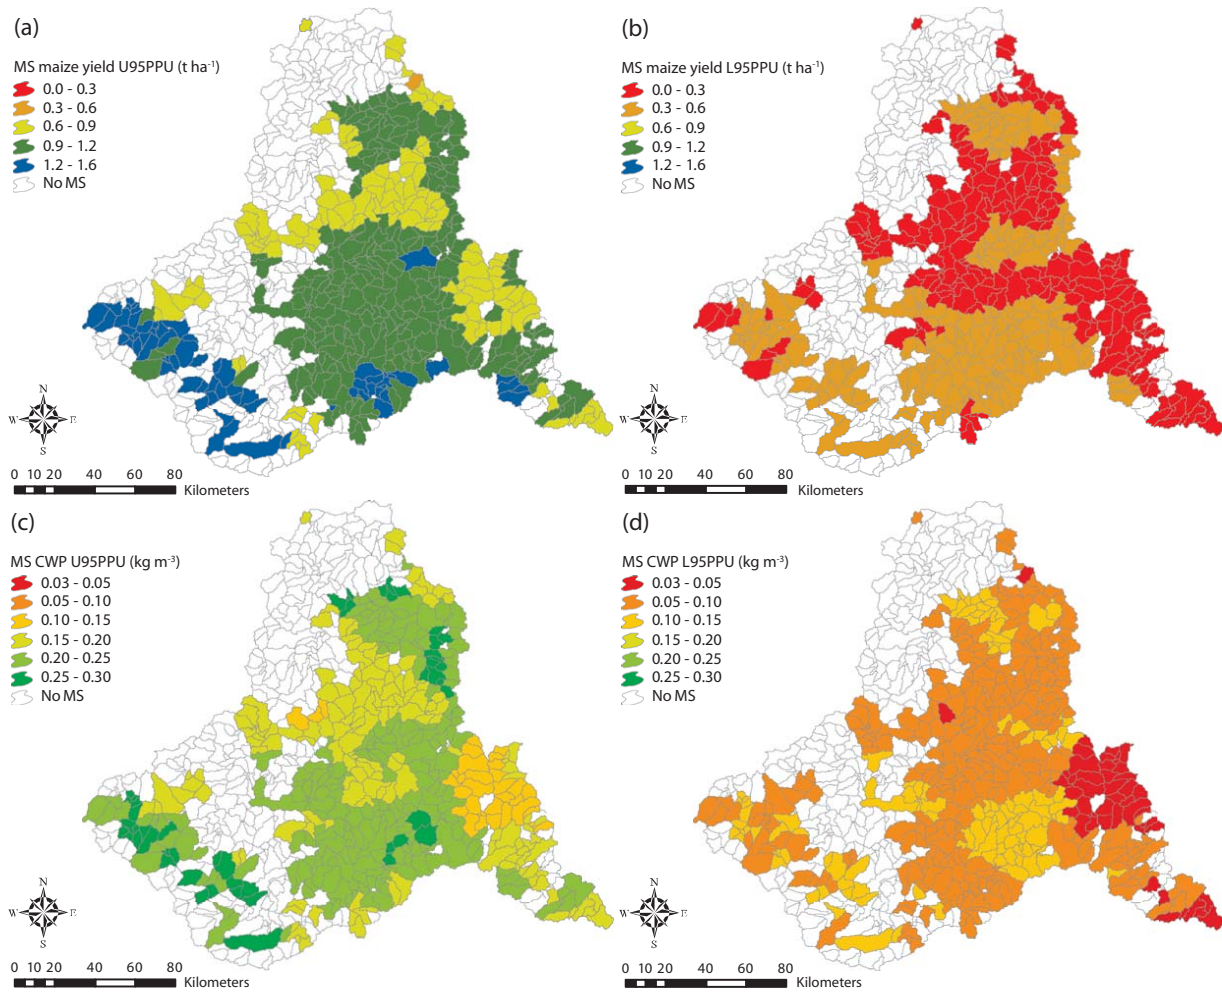 (a)
MS maize yield U95PPU (t ha⁻¹)
0.0 - 0.3
0.3 - 0.6
0.6 - 0.9
0.9 - 1.2
1.2 - 1.6
No MS
N
W E
S
0 10 20 40 60 80
Kilometers
(b)
MS maize yield L95PPU (t ha⁻¹)
0.0 - 0.3
0.3 - 0.6
0.6 - 0.9
0.9 - 1.2
1.2 - 1.6
No MS
N
W E
S
0 10 20 40 60 80
Kilometers
(c)
MS CWP U95PPU (kg m⁻³)
0.03 - 0.05
0.05 - 0.10
0.10 - 0.15
0.15 - 0.20
0.20 - 0.25
0.25 - 0.30
No MS
N
W E
S
0 10 20 40 60 80
Kilometers
(d)
MS CWP L95PPU (kg m⁻³)
0.03 - 0.05
0.05 - 0.10
0.10 - 0.15
0.15 - 0.20
0.20 - 0.25
0.25 - 0.30
No MS
N
W E
S
0 10 20 40 60 80
Kilometers